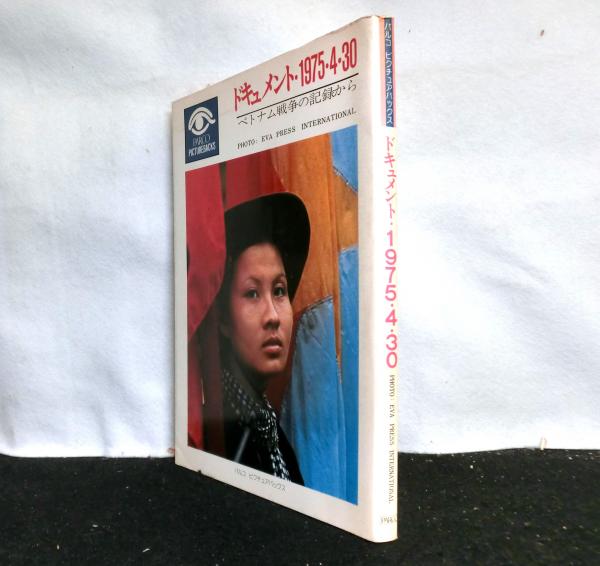 ドキュメント・1975・4・30
ベトナム戦争の記録から
PHOTO: EVA PRESS INTERNATIONAL
PARCO
PICTUREBACKS
パルコ ピクチュアバックス
パルコ ピクチュアバックス
ドキュメント・1975・4・30
PHOTO: EVA PRESS INTERNATIONAL